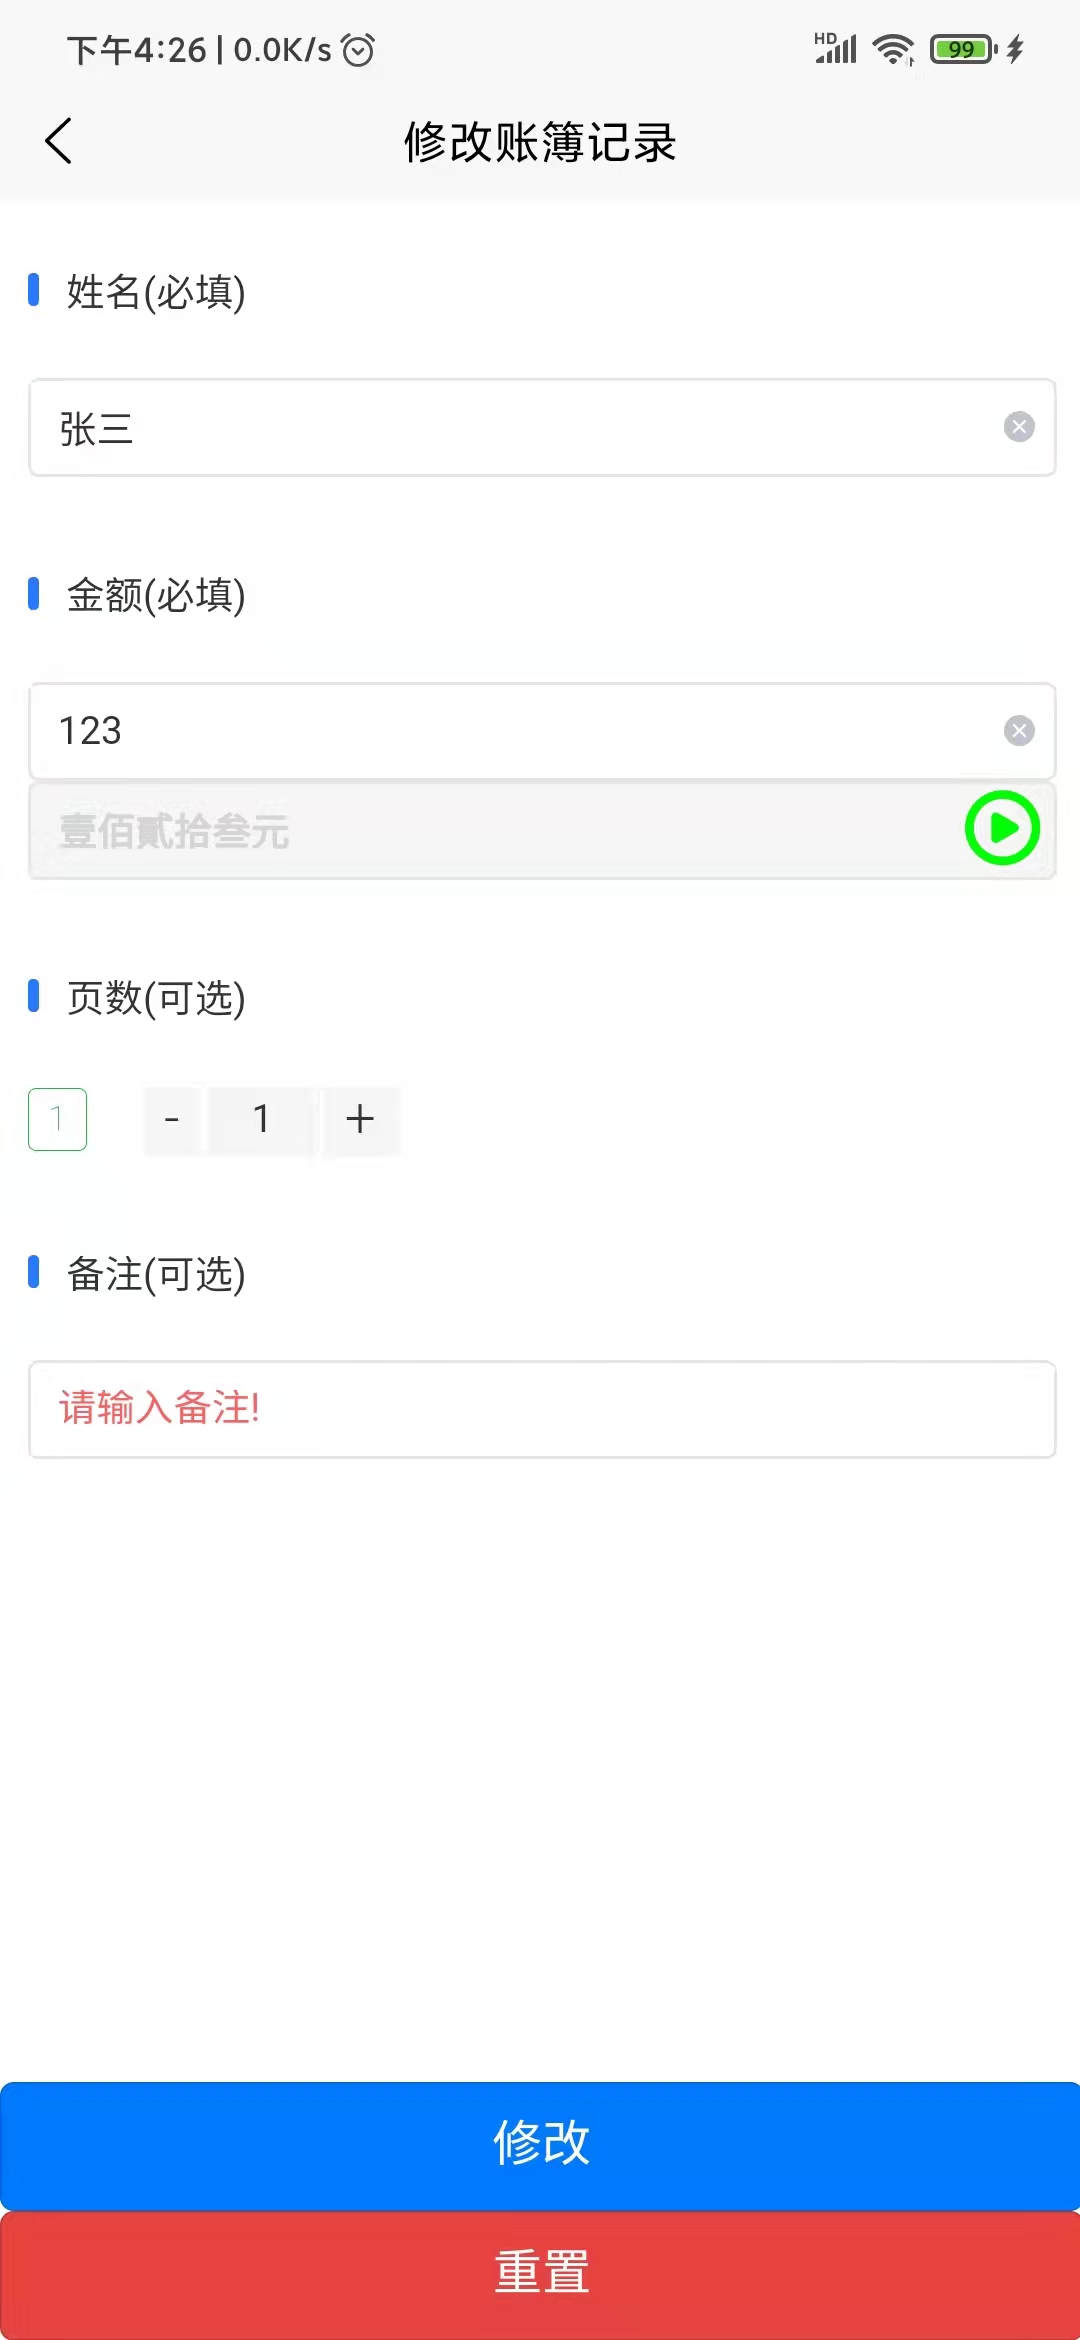 下午4:26 | 0.0K/s
HD
99
修改账簿记录
姓名(必填)
张三
金额(必填)
123
壹佰贰拾叁元
页数(可选)
1 - 1 +
备注(可选)
请输入备注!
修改
重置